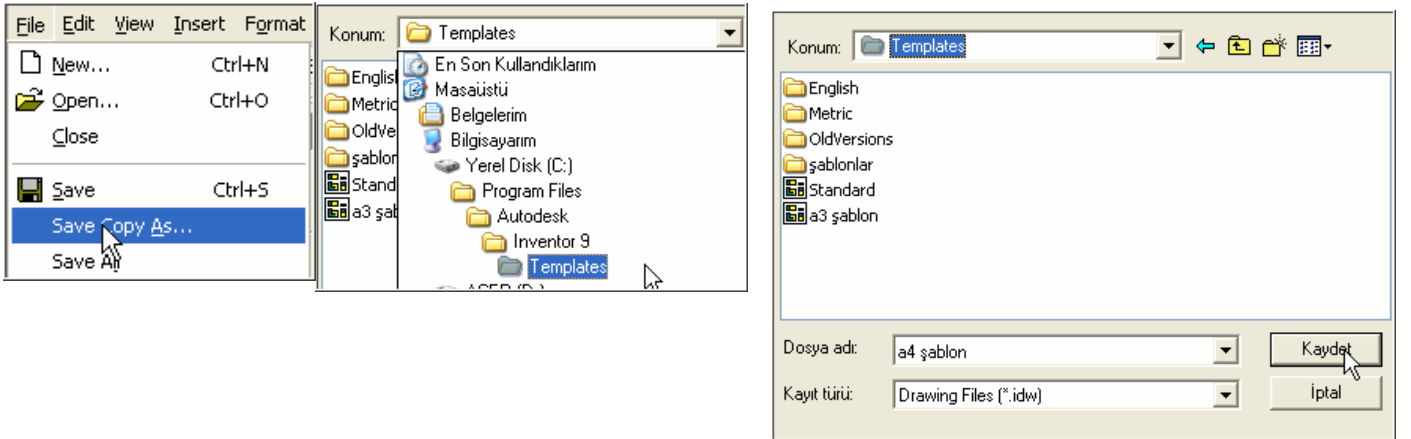 File Edit View Insert Format
New... Ctrl+N
Open... Ctrl+O
Close
Save Ctrl+S
Save Copy As...
Save All
Konum: Templates
En Son Kullandıklarım
Masaüstü
Belgelerim
Bilgisayarım
Yerel Disk (C:)
Program Files
Autodesk
Inventor 9
Templates
English
Metric
OldVe
şablon
Stand
a3 şab
Konum: Templates
English
Metric
OldVersions
şablonlar
Standard
a3 şablon
Dosya adı: a4 şablon Kaydet
Kayıt türü: Drawing Files (*.idw) İptal